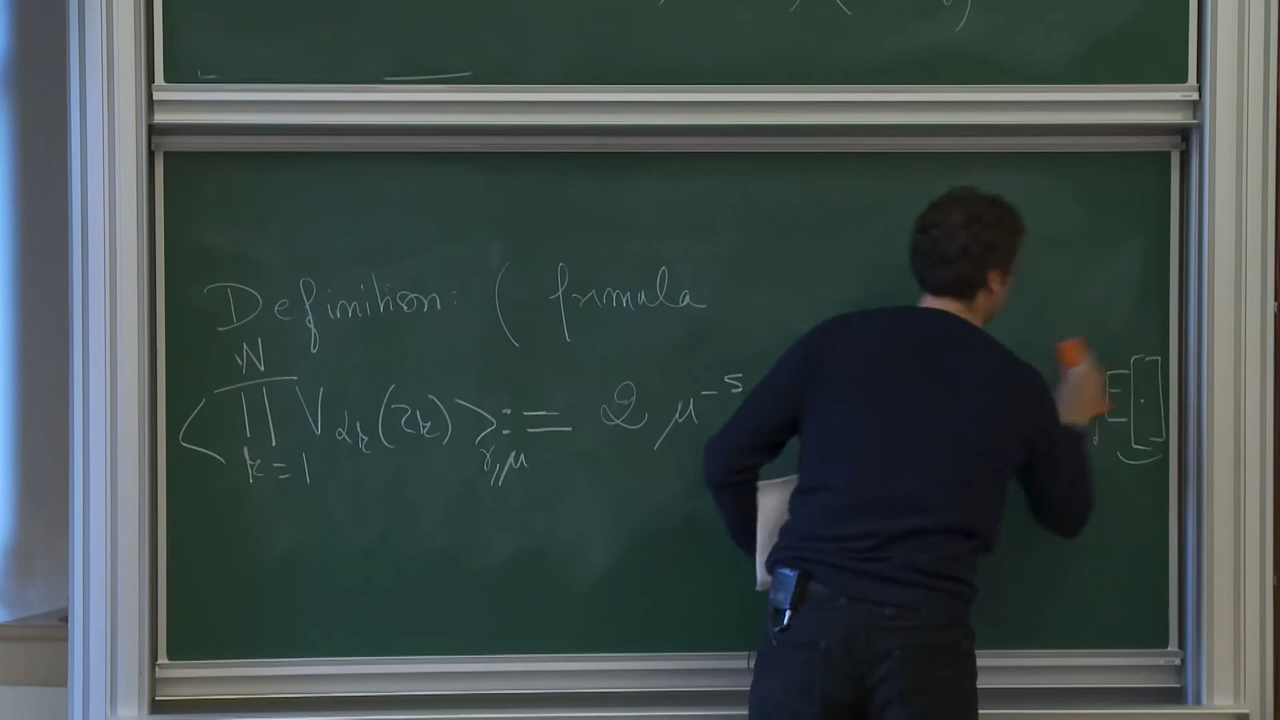 Definition: ( formula
⟨ ∏_{k=1}^{N} V_{α_k}(z_k) ⟩_{γ,μ} := 2 μ^{-s}